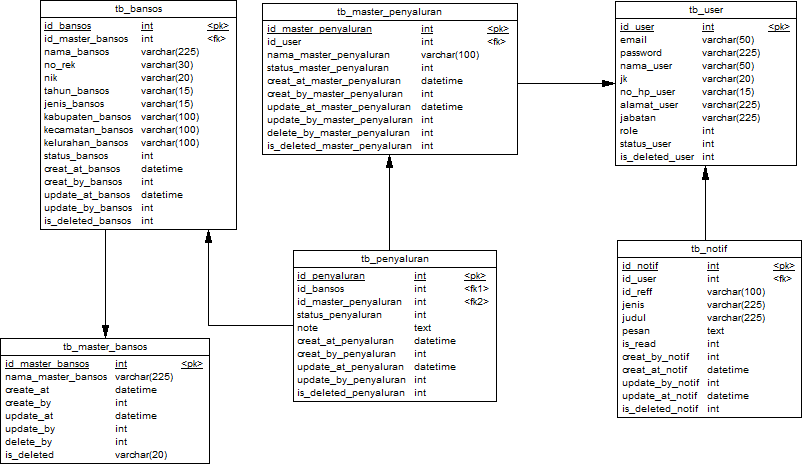 tb_bansos
id_bansos int <pk>
id_master_bansos int <fk>
nama_bansos varchar(225)
no_rek varchar(30)
nik varchar(20)
tahun_bansos varchar(15)
jenis_bansos varchar(15)
kabupaten_bansos varchar(100)
kecamatan_bansos varchar(100)
kelurahan_bansos varchar(100)
status_bansos int
creat_at_bansos datetime
creat_by_bansos int
update_at_bansos datetime
update_by_bansos int
is_deleted_bansos int
tb_master_penyaluran
id_master_penyaluran int <pk>
id_user int <fk>
nama_master_penyaluran varchar(100)
status_master_penyaluran int
creat_at_master_penyaluran datetime
creat_by_master_penyaluran int
update_at_master_penyaluran datetime
update_by_master_penyaluran int
delete_by_master_penyaluran int
is_deleted_master_penyaluran int
tb_user
id_user int <pk>
email varchar(50)
password varchar(225)
nama_user varchar(50)
jk varchar(20)
no_hp_user varchar(15)
alamat_user varchar(225)
jabatan varchar(225)
role int
status_user int
is_deleted_user int
tb_master_bansos
id_master_bansos int <pk>
nama_master_bansos varchar(225)
create_at datetime
create_by int
update_at datetime
update_by int
delete_by int
is_deleted varchar(20)
tb_penyaluran
id_penyaluran int <pk>
id_bansos int <fk1>
id_master_penyaluran int <fk2>
status_penyaluran int
note text
creat_at_penyaluran datetime
creat_by_penyaluran int
update_at_penyaluran datetime
update_by_penyaluran int
is_deleted_penyaluran int
tb_notif
id_notif int <pk>
id_user int <fk>
id_reff varchar(100)
jenis varchar(225)
judul varchar(225)
pesan text
is_read int
creat_by_notif int
creat_at_notif datetime
update_by_notif int
update_at_notif datetime
is_deleted_notif int